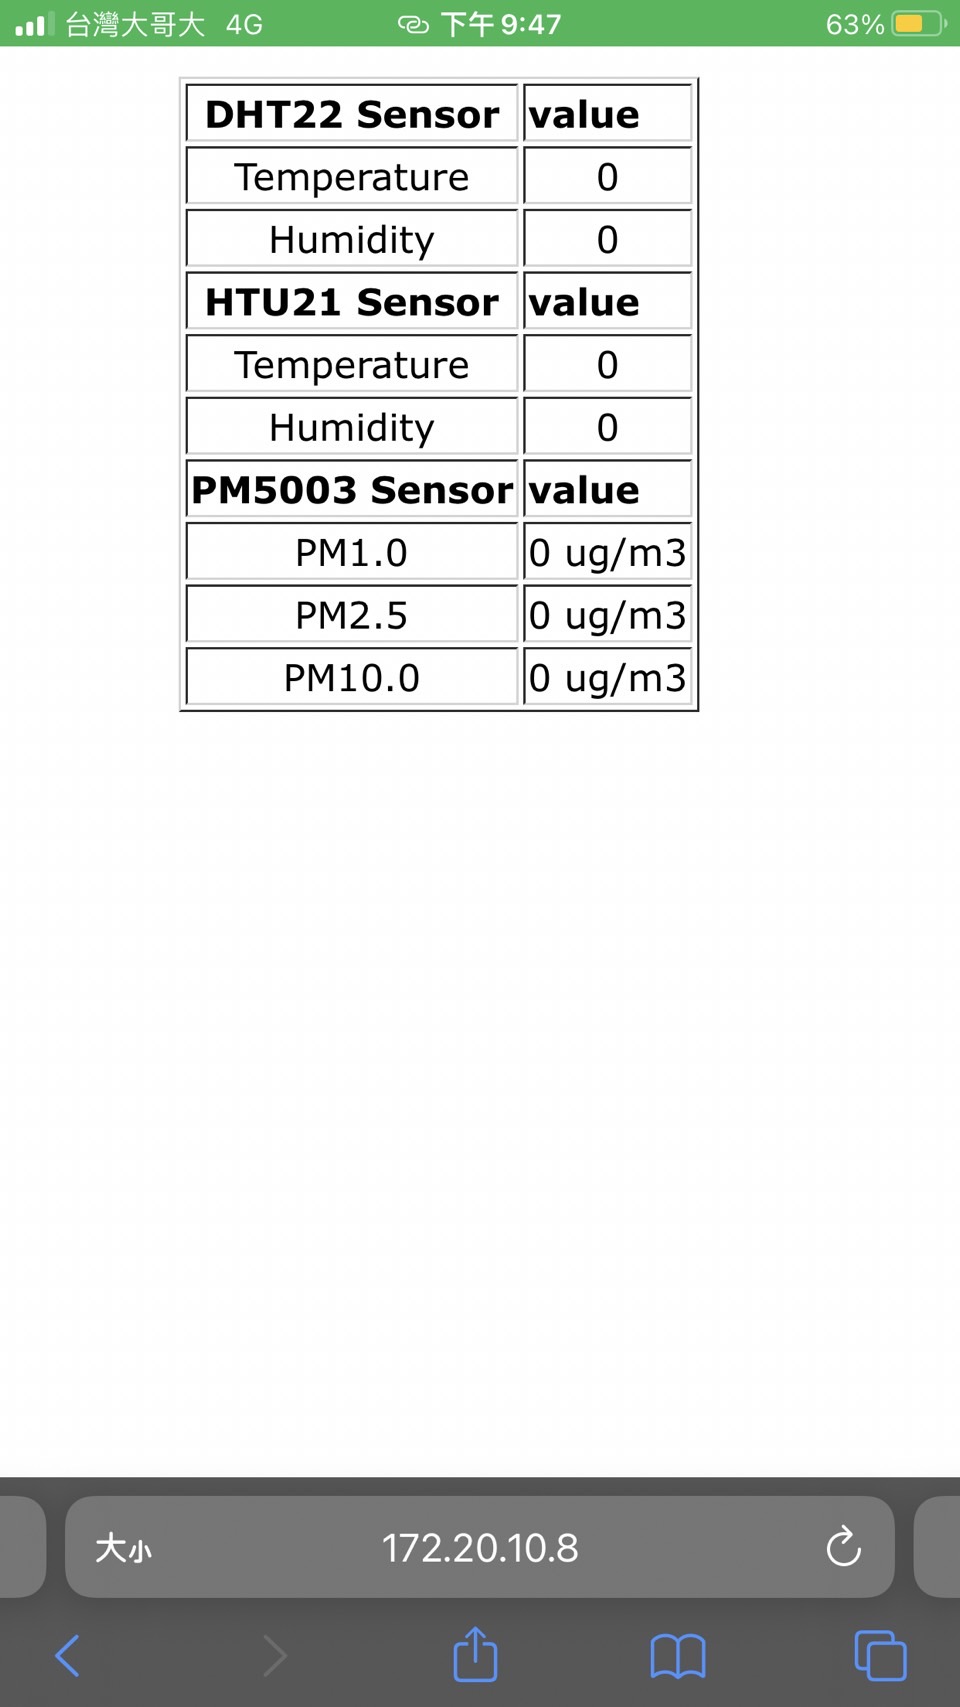 台灣大哥大 4G 下午9:47 63%
DHT22 Sensor value
Temperature 0
Humidity 0
HTU21 Sensor value
Temperature 0
Humidity 0
PM5003 Sensor value
PM1.0 0 ug/m3
PM2.5 0 ug/m3
PM10.0 0 ug/m3
大小 172.20.10.8